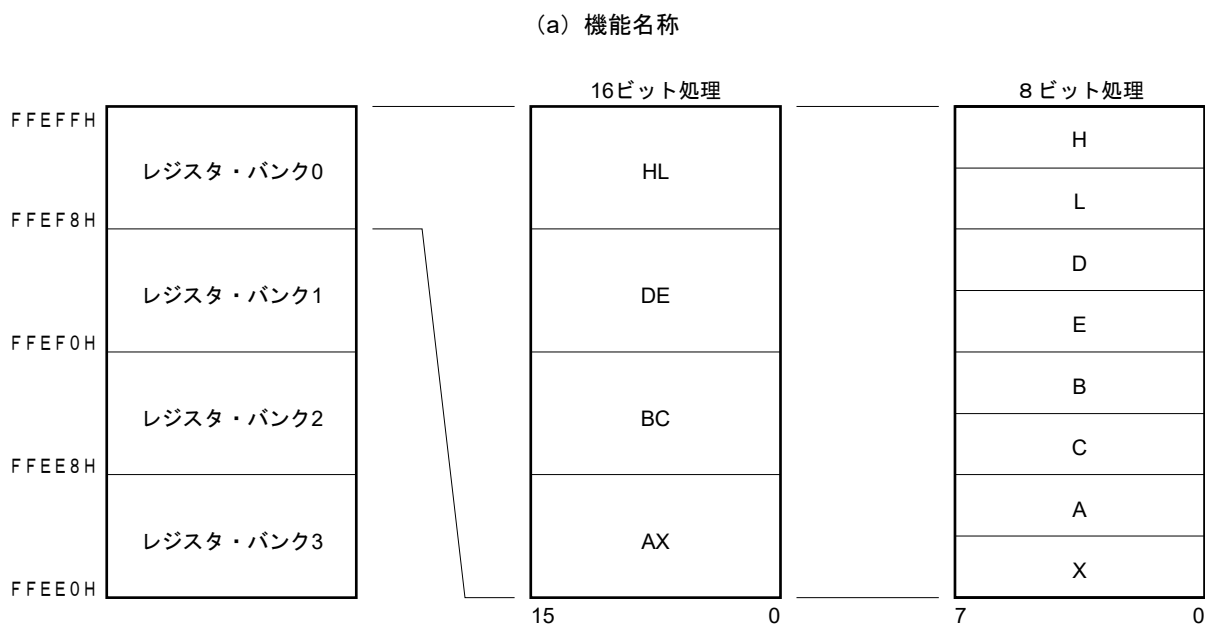 （a）機能名称
16ビット処理
８ビット処理
FFEFFH
レジスタ・バンク0
HL
H
L
FFEF8H
レジスタ・バンク1
DE
D
E
FFEF0H
レジスタ・バンク2
BC
B
C
FFEE8H
レジスタ・バンク3
AX
A
X
FFEE0H
15
0
7
0